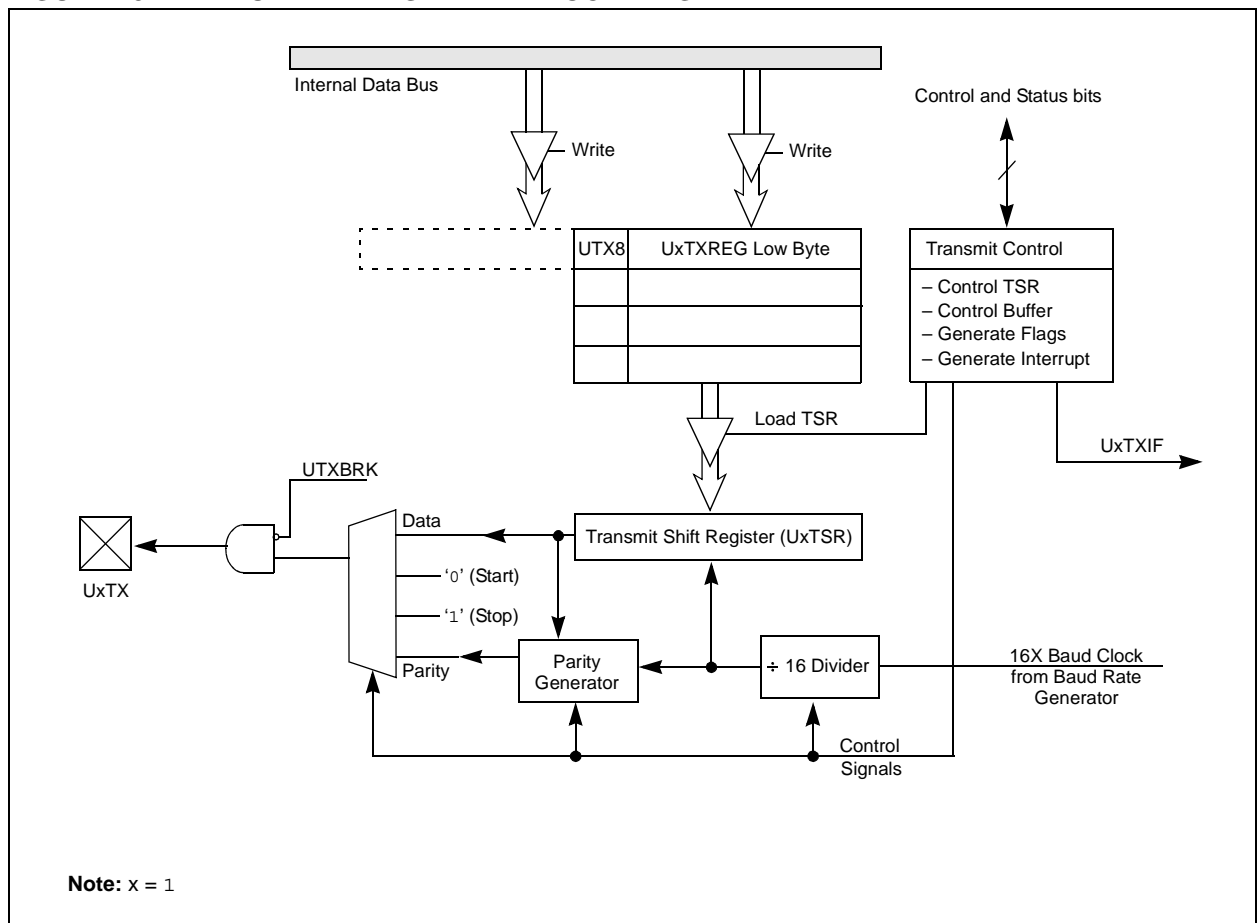 Internal Data Bus
Control and Status bits
Write
Write
UTX8
UxTXREG Low Byte
Transmit Control
– Control TSR
– Control Buffer
– Generate Flags
– Generate Interrupt
Load TSR
UxTXIF
UTXBRK
Data
Transmit Shift Register (UxTSR)
UxTX
‘0’ (Start)
‘1’ (Stop)
Parity
Parity
Generator
÷ 16 Divider
16X Baud Clock
from Baud Rate
Generator
Control
Signals
Note: x = 1